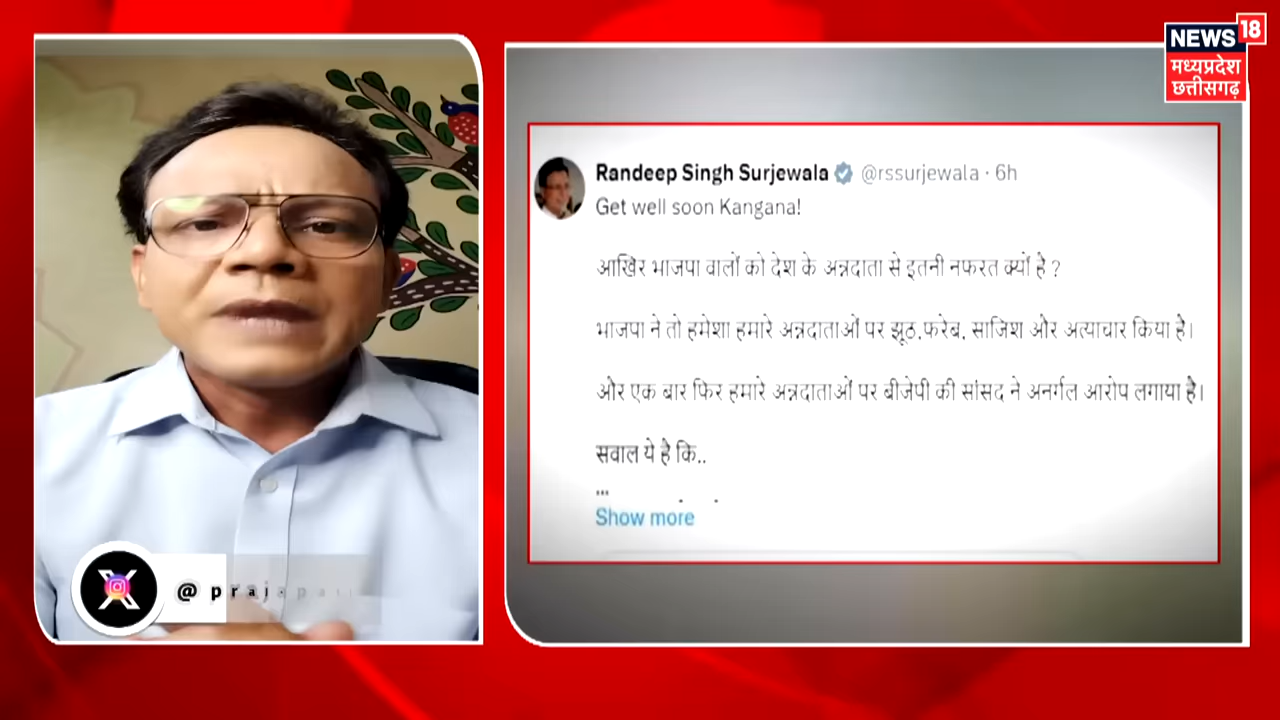 NEWS 18
मध्यप्रदेश
छत्तीसगढ़
Randeep Singh Surjewala @rssurjewala · 6h
Get well soon Kangana!
आखिर भाजपा वालों को देश के अन्नदाता से इतनी नफरत क्यों है ?
भाजपा ने तो हमेशा हमारे अन्नदाताओं पर झूठ,फरेब, साजिश और अत्याचार किया है।
और एक बार फिर हमारे अन्नदाताओं पर बीजेपी की सांसद ने अनर्गल आरोप लगाया है।
सवाल ये है कि..
...
Show more